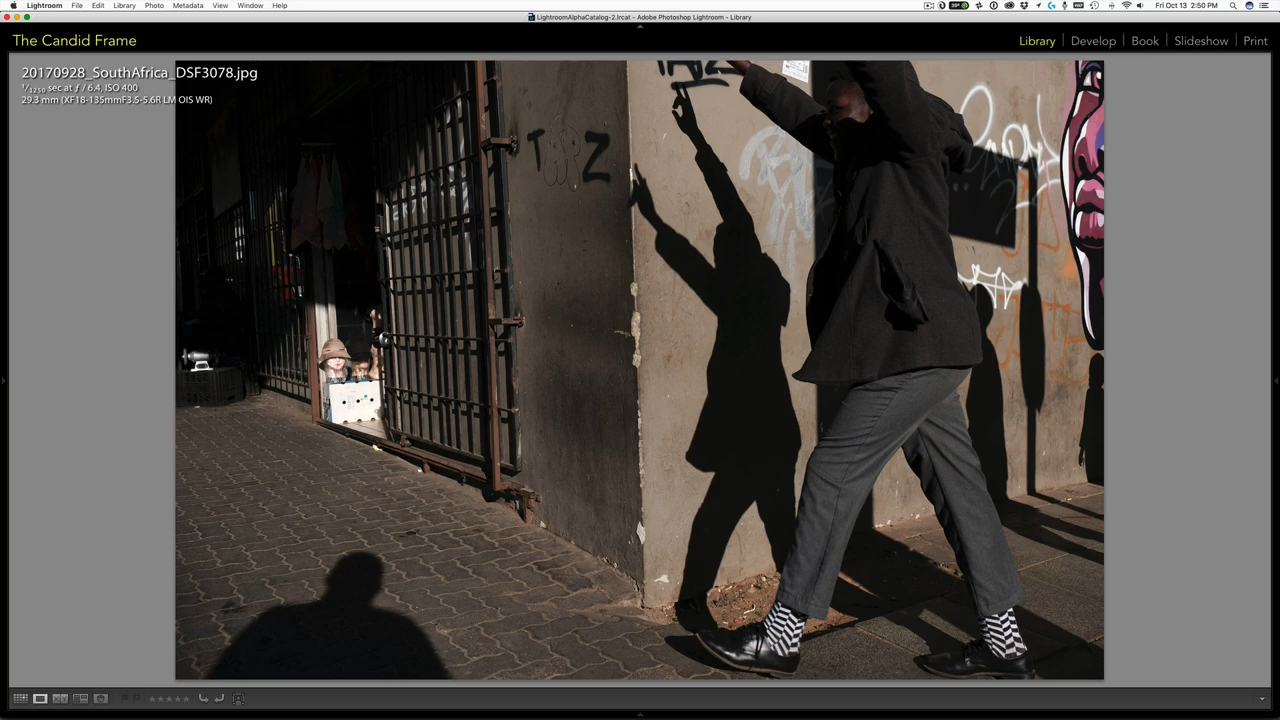 Lightroom File Edit Library Photo Metadata View Window Help
39° Fri Oct 13 2:50 PM
LightroomAlphaCatalog-2.lrcat - Adobe Photoshop Lightroom - Library
The Candid Frame
Library | Develop | Book | Slideshow | Print
20170928_SouthAfrica_DSF3078.jpg
1/1250 sec at ƒ / 6.4, ISO 400
29.3 mm (XF18-135mmF3.5-5.6R LM OIS WR)
T Z